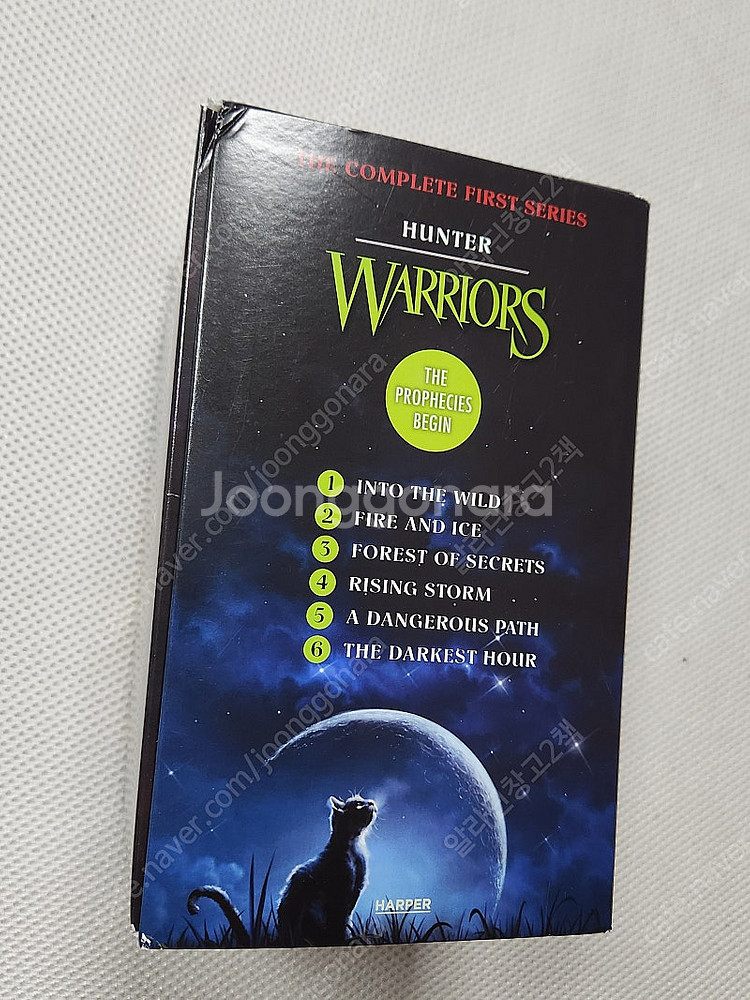 THE COMPLETE FIRST SERIES
HUNTER
WARRIORS
THE
PROPHECIES
BEGIN
1 INTO THE WILD
2 FIRE AND ICE
Joonggonara
3 FOREST OF SECRETS
4 RISING STORM
5 A DANGEROUS PATH
6 THE DARKEST HOUR
HARPER